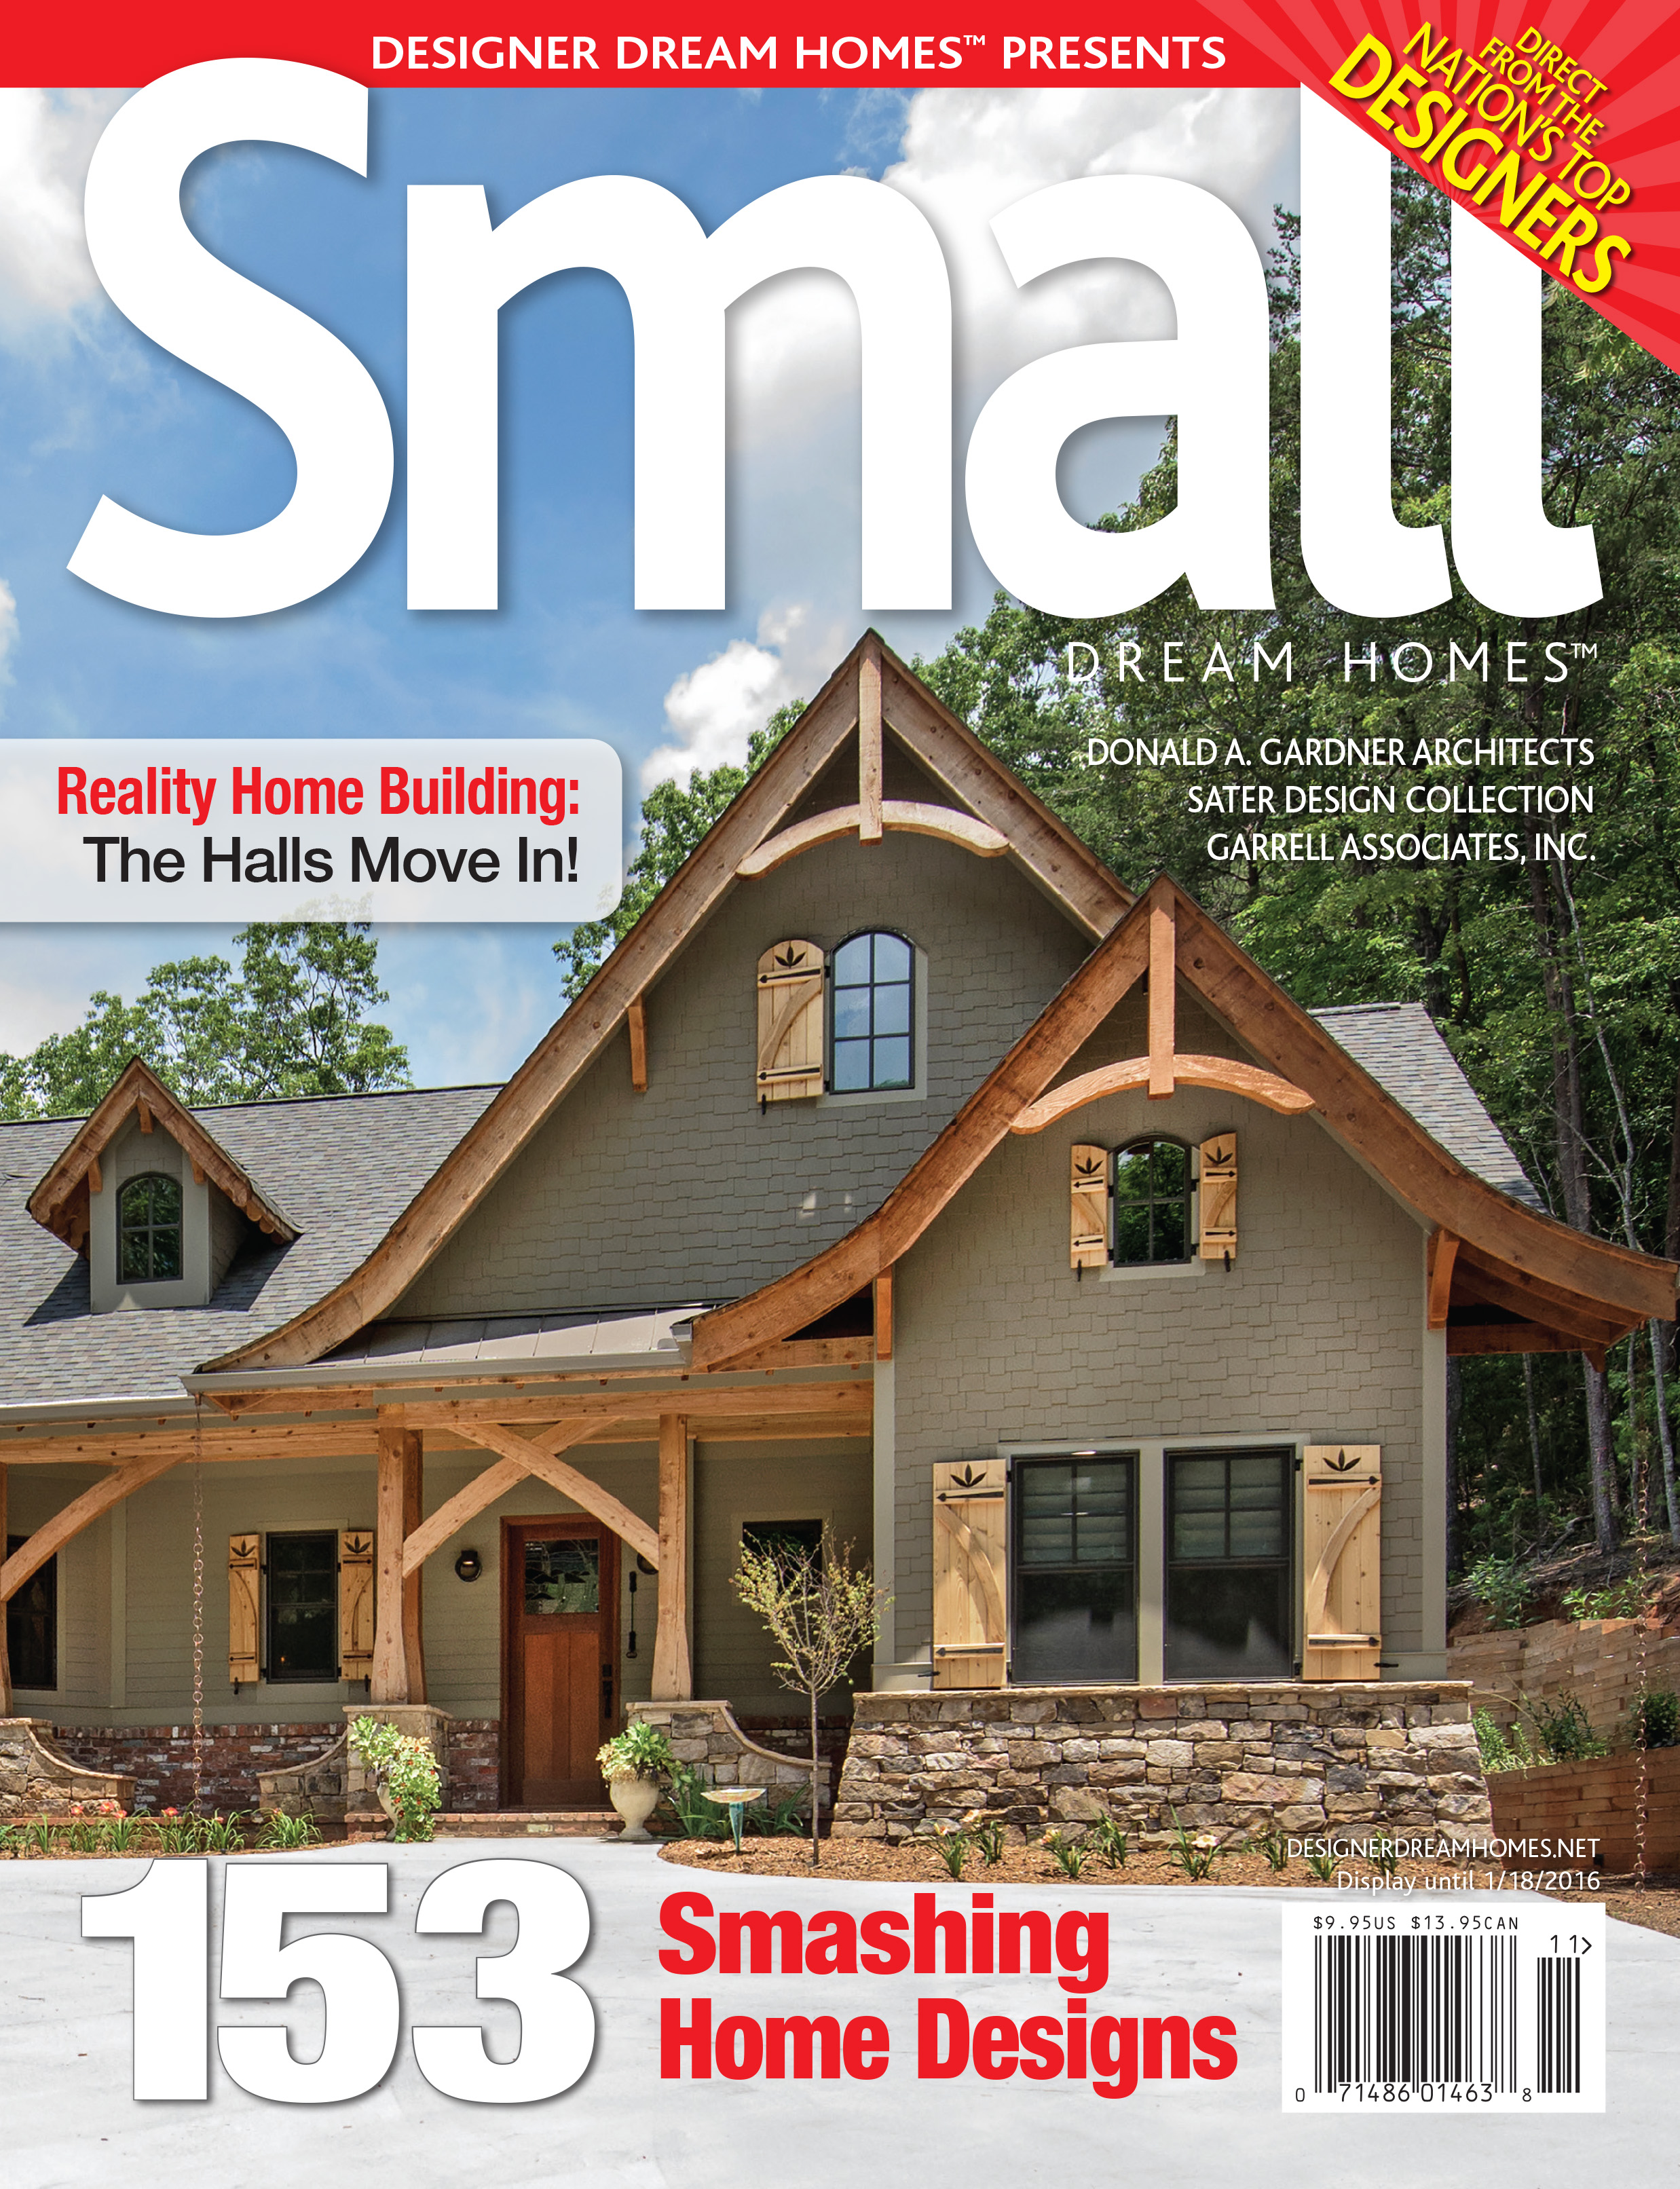 DESIGNER DREAM HOMES™ PRESENTS
DIRECT
FROM THE
NATION'S TOP
DESIGNERS
Small
DREAM HOMES™
DONALD A. GARDNER ARCHITECTS
SATER DESIGN COLLECTION
GARRELL ASSOCIATES, INC.
Reality Home Building:
The Halls Move In!
153
Smashing
Home Designs
DESIGNERDREAMHOMES.NET
Display until 1/18/2016
$9.95US $13.95CAN
11>
0 71486 01463 8